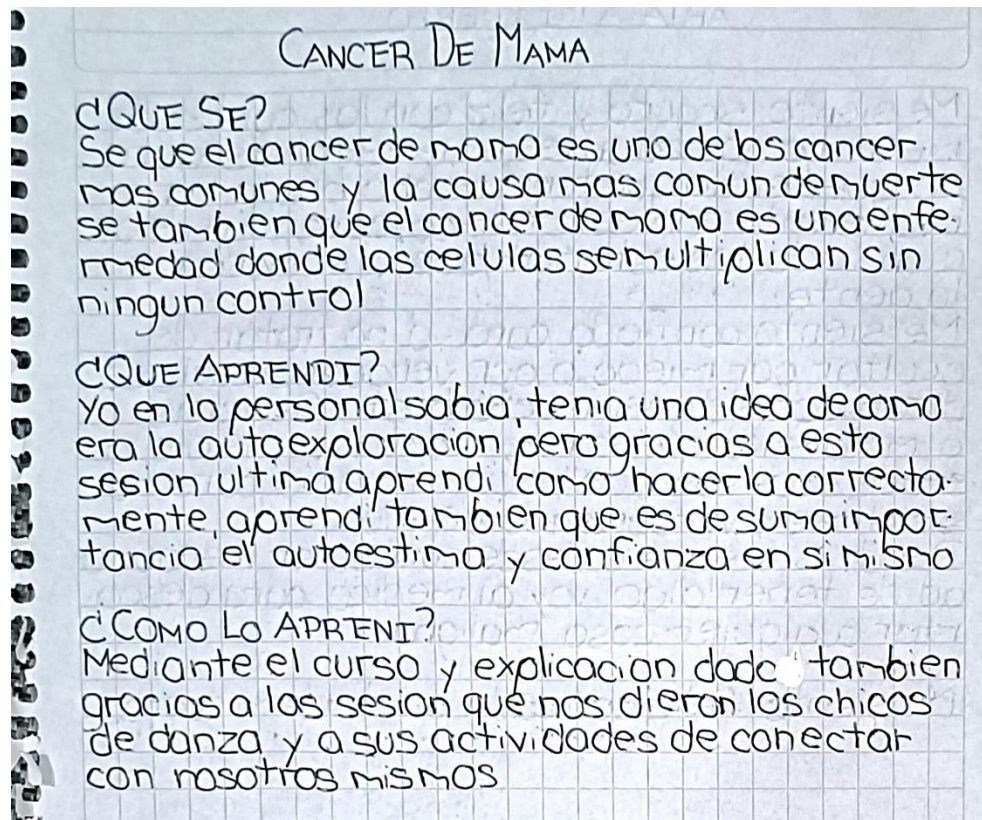 CANCER DE MAMA
¿QUE SE?
Se que el cancer de mama es uno de los cancer
mas comunes y la causa mas comun de muerte
se tambien que el cancer de mama es una enfe-
rmedad donde las celulas se multiplican sin
ningun control
¿QUE APRENDI?
Yo en lo personal sabia, tenia una idea de como
era la autoexploracion pero gracias a esta
sesion ultima aprendi como hacerla correcta-
mente, aprendi tambien que es de suma impor-
tancia el autoestima y confianza en si mismo
¿COMO LO APRENI?
Mediante el curso y explicacion dada tambien
gracias a las sesion que nos dieron los chicos
de danza y a sus actividades de conectar
con nosotros mismos